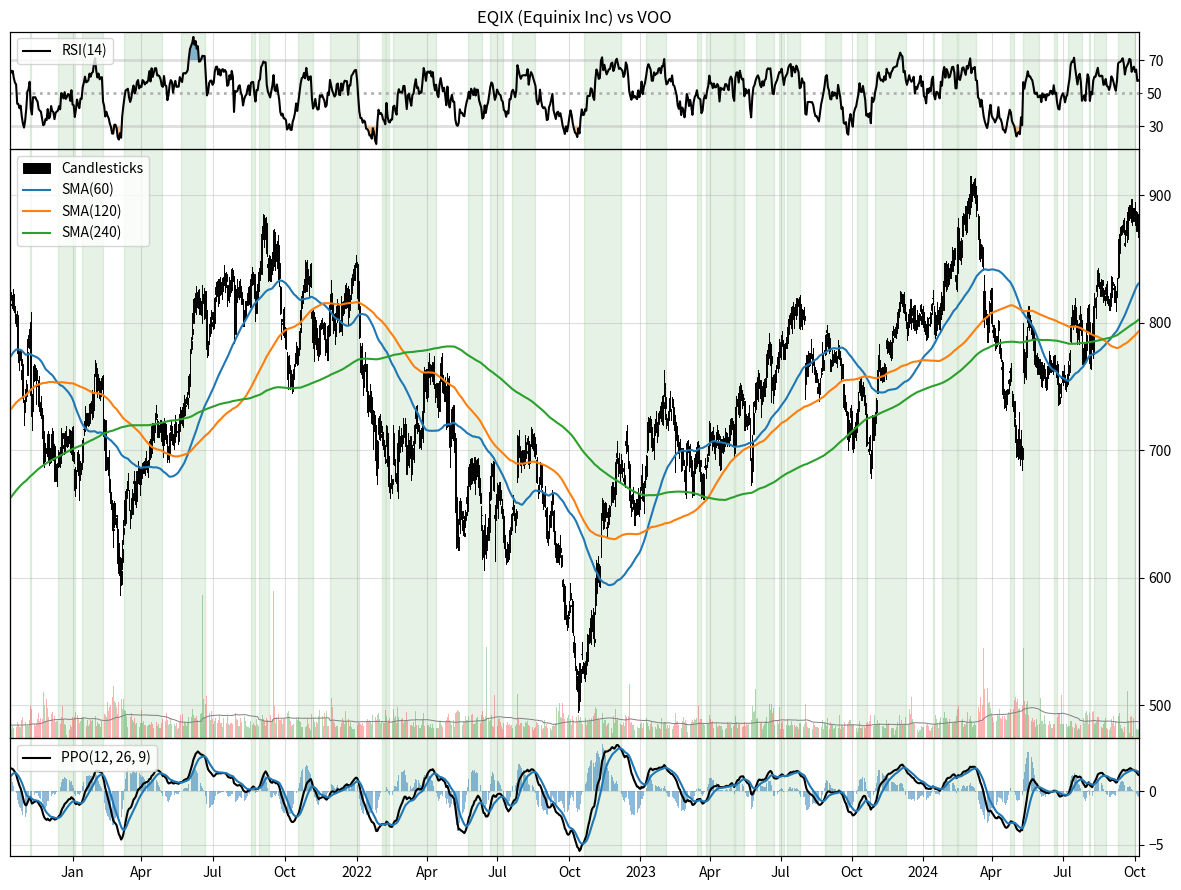 EQIX (Equinix Inc) vs VOO
RSI(14)
70
50
30
Candlesticks
SMA(60)
SMA(120)
SMA(240)
900
800
700
600
500
PPO(12, 26, 9)
0
−5
Jan Apr Jul Oct 2022 Apr Jul Oct 2023 Apr Jul Oct 2024 Apr Jul Oct